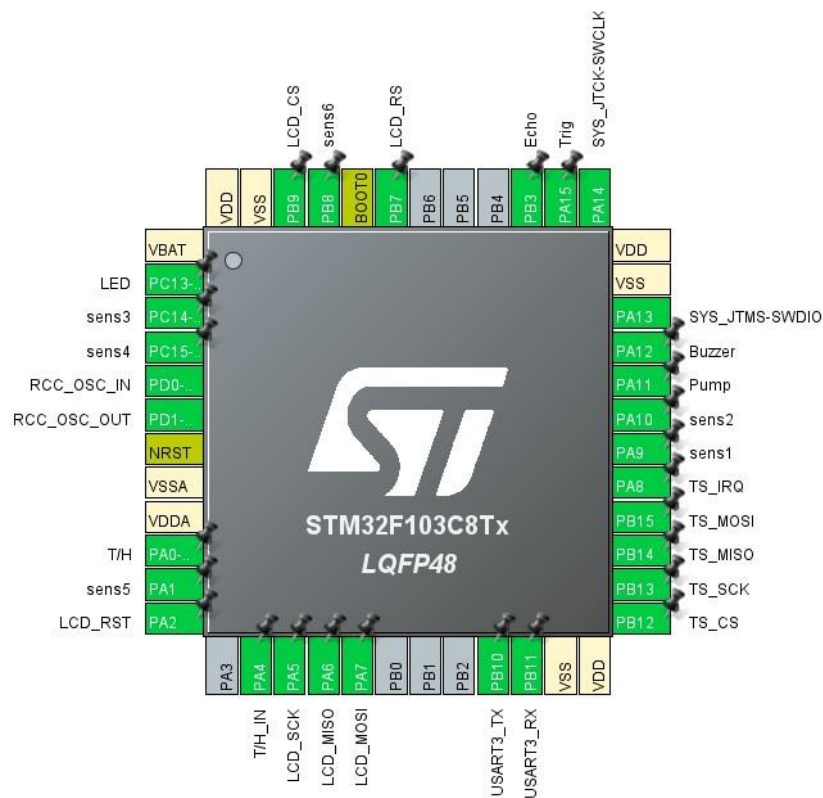 LCD_CS
sens6
LCD_RS
Echo
Trig
SYS_JTCK-SWCLK
VDD
VSS
PB9
PB8
BOOT0
PB7
PB6
PB5
PB4
PB3
PA15
PA14
VBAT
LED PC13-..
sens3 PC14-..
sens4 PC15-..
RCC_OSC_IN PD0-..
RCC_OSC_OUT PD1-..
NRST
VSSA
VDDA
T/H PA0-..
sens5 PA1
LCD_RST PA2
VDD
VSS
PA13 SYS_JTMS-SWDIO
PA12 Buzzer
PA11 Pump
PA10 sens2
PA9 sens1
PA8 TS_IRQ
PB15 TS_MOSI
PB14 TS_MISO
PB13 TS_SCK
PB12 TS_CS
ST
STM32F103C8Tx
LQFP48
PA3
PA4
PA5
PA6
PA7
PB0
PB1
PB2
PB10
PB11
VSS
VDD
T/H_IN
LCD_SCK
LCD_MISO
LCD_MOSI
USART3_TX
USART3_RX